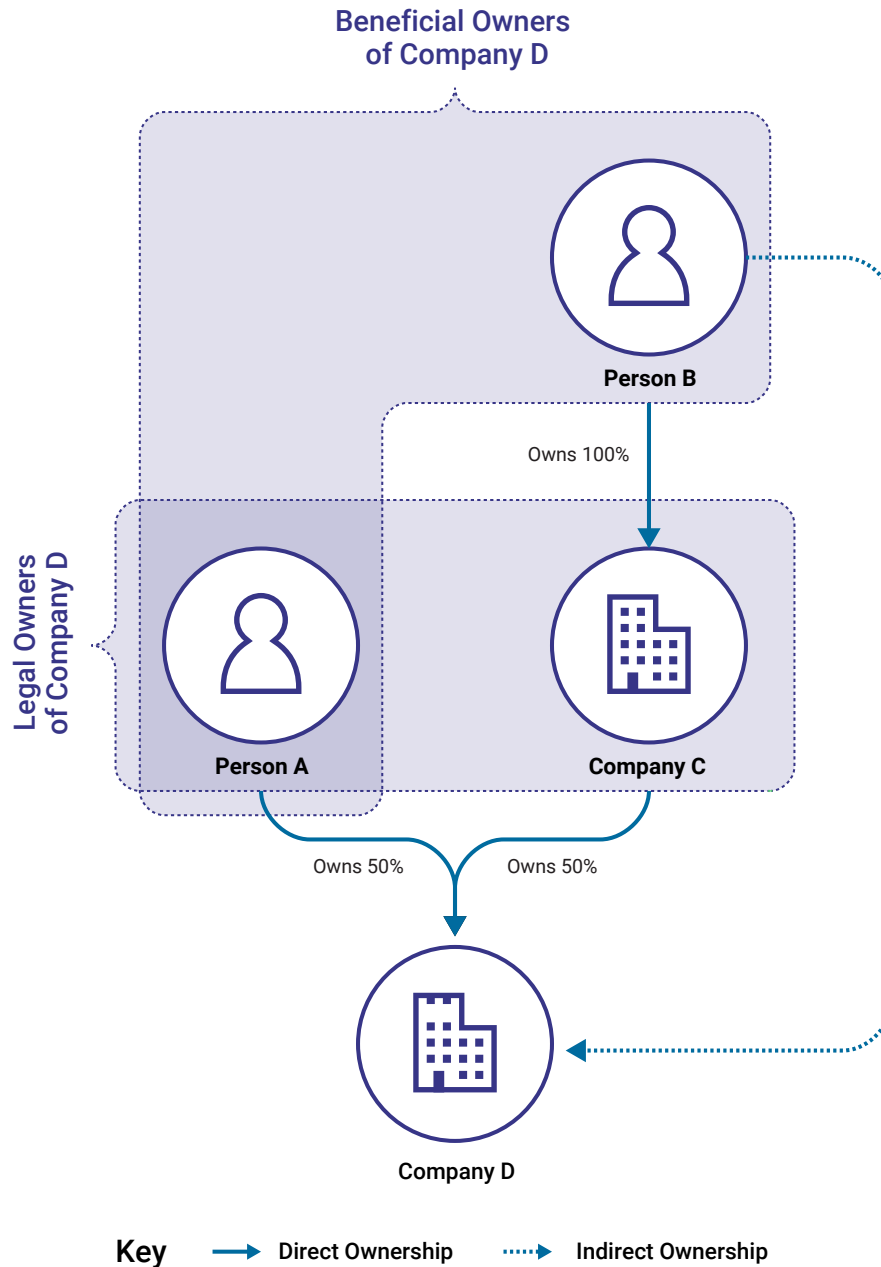 Beneficial Owners
of Company D
Person B
Owns 100%
Legal Owners
of Company D
Person A
Company C
Owns 50%
Owns 50%
Company D
Key
Direct Ownership
Indirect Ownership